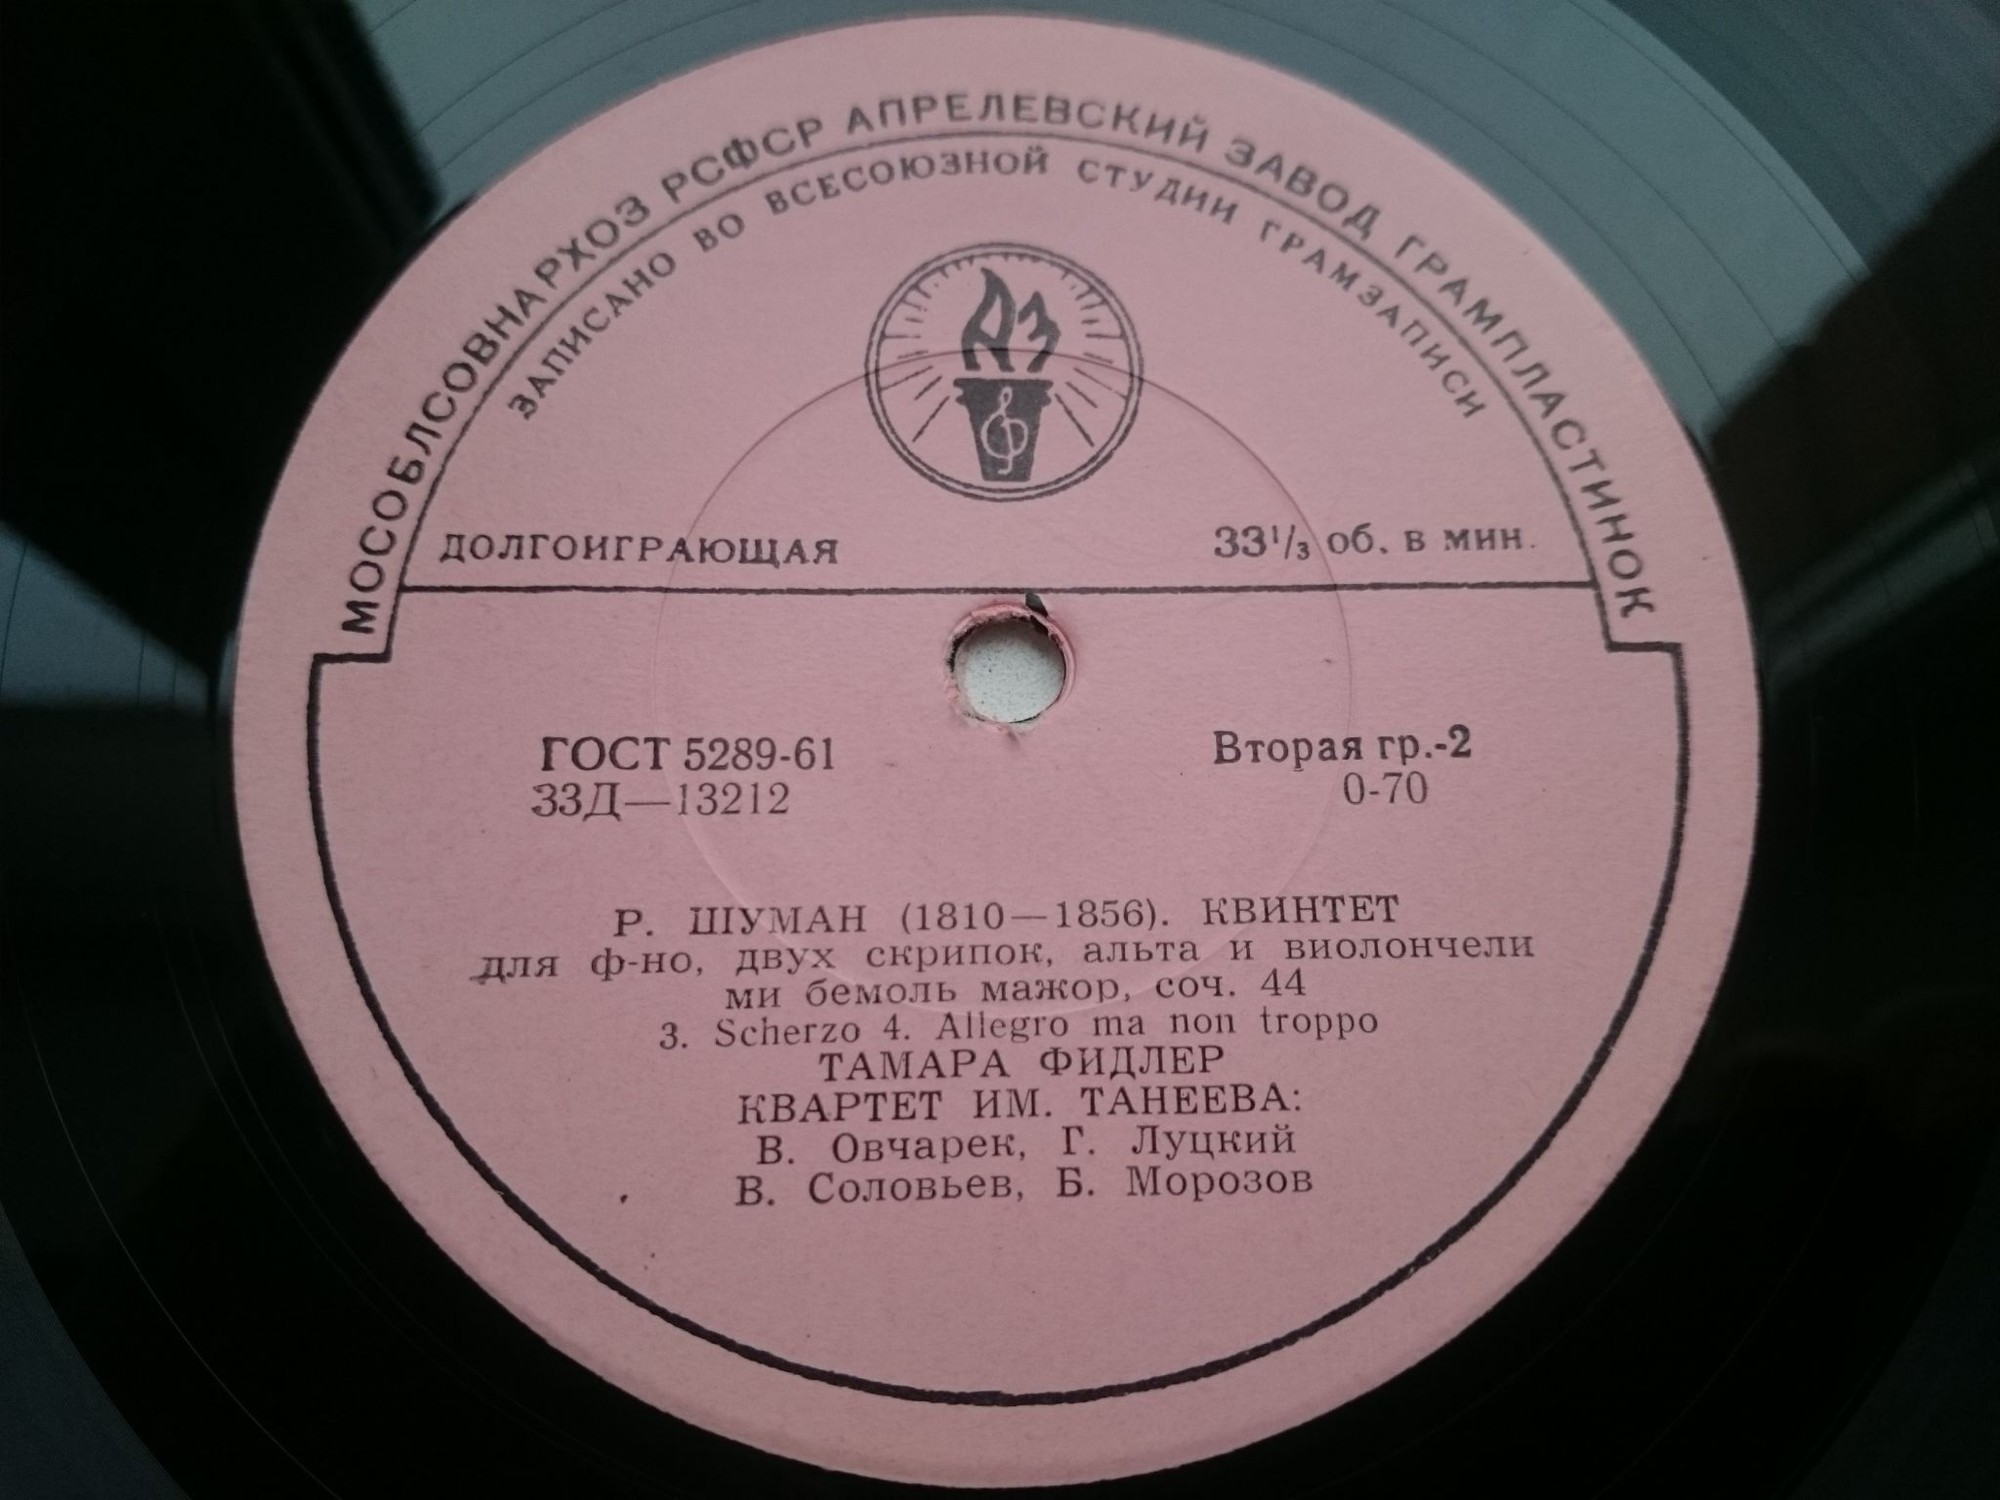 МОСОБЛСОВНАРХОЗ РСФСР АПРЕЛЕВСКИЙ ЗАВОД ГРАМПЛАСТИНОК
ЗАПИСАНО ВО ВСЕСОЮЗНОЙ СТУДИИ ГРАМЗАПИСИ
АЗ
ДОЛГОИГРАЮЩАЯ 33¹/₃ об. в мин.
ГОСТ 5289-61 Вторая гр.-2
33Д—13212 0-70
Р. ШУМАН (1810—1856). КВИНТЕТ
для ф-но, двух скрипок, альта и виолончели
ми бемоль мажор, соч. 44
3. Scherzo 4. Allegro ma non troppo
ТАМАРА ФИДЛЕР
КВАРТЕТ ИМ. ТАНЕЕВА:
В. Овчарек, Г. Луцкий
В. Соловьев, Б. Морозов